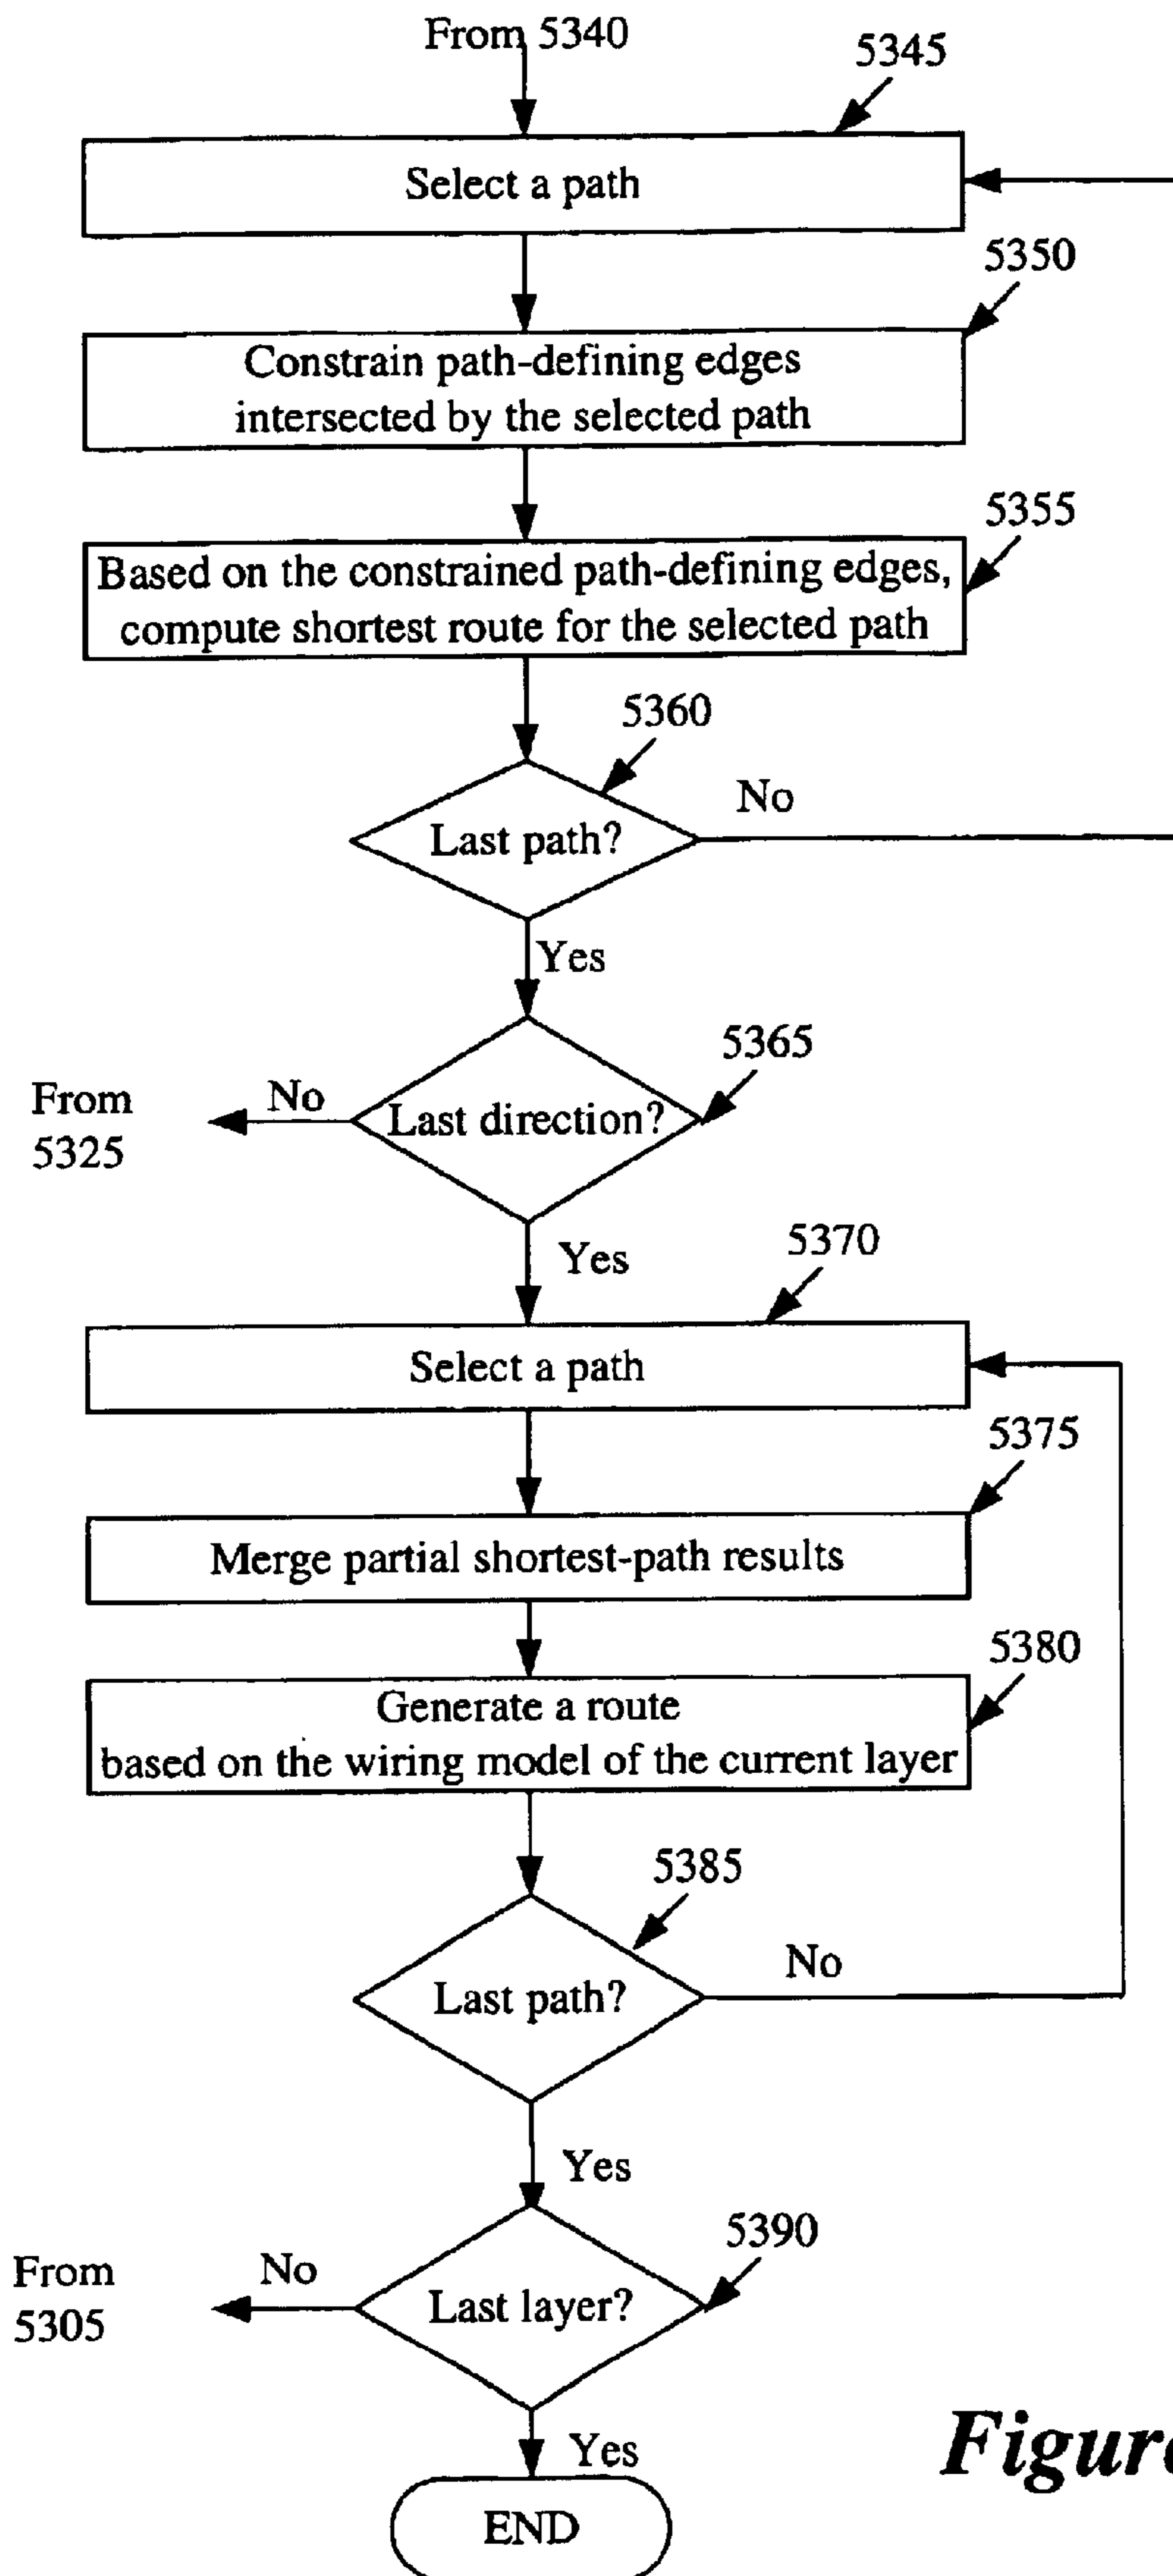 From 5340
5345
Select a path
5350
Constrain path-defining edges
intersected by the selected path
5355
Based on the constrained path-defining edges,
compute shortest route for the selected path
5360
No
Last path?
Yes
5365
From
5325
No
Last direction?
Yes
5370
Select a path
5375
Merge partial shortest-path results
5380
Generate a route
based on the wiring model of the current layer
5385
No
Last path?
Yes
5390
From
5305
No
Last layer?
Yes
END
Figure